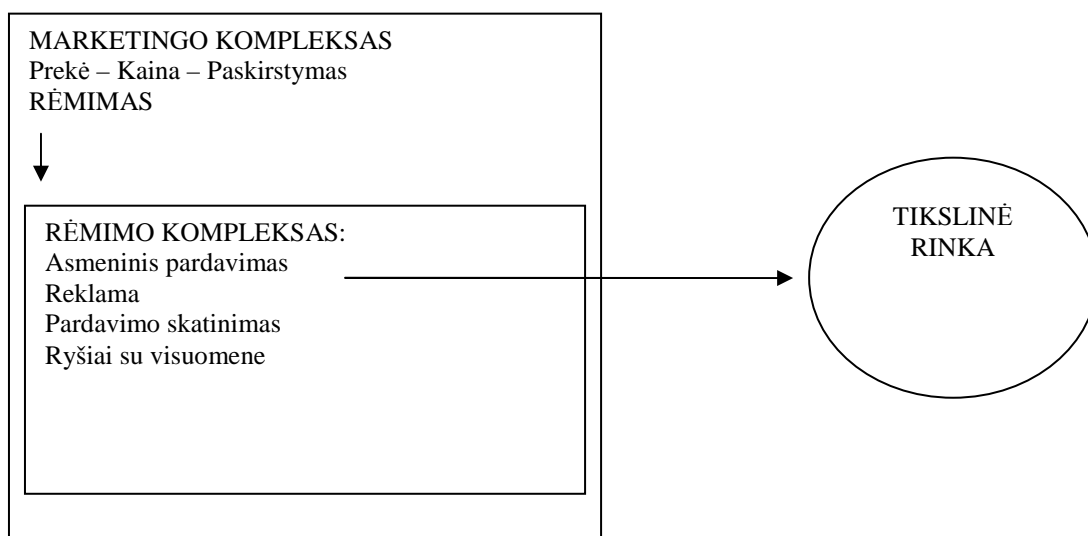 MARKETINGO KOMPLEKSAS
Prekė – Kaina – Paskirstymas
RĖMIMAS
RĖMIMO KOMPLEKSAS:
Asmeninis pardavimas
Reklama
Pardavimo skatinimas
Ryšiai su visuomene
TIKSLINĖ
RINKA